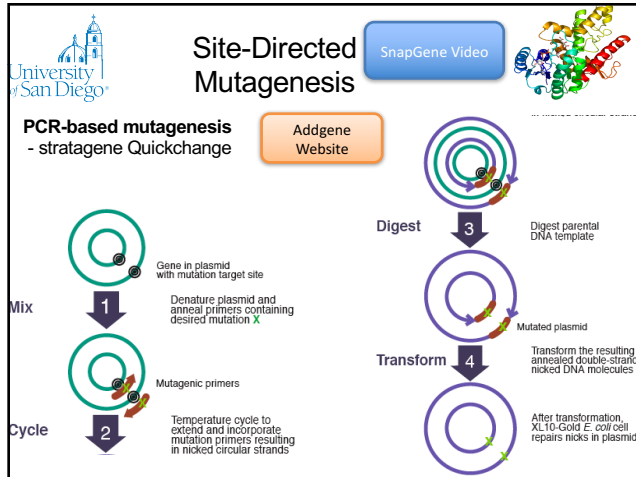 University
of San Diego®
Site-Directed
Mutagenesis
SnapGene Video
PCR-based mutagenesis
- stratagene Quickchange
Addgene
Website
Gene in plasmid
with mutation target site
Mix
1
Denature plasmid and
anneal primers containing
desired mutation X
Mutagenic primers
Cycle
2
Temperature cycle to
extend and incorporate
mutation primers resulting
in nicked circular strands
Digest
3
Digest parental
DNA template
Mutated plasmid
Transform
4
Transform the resulting
annealed double-strand
nicked DNA molecules
After transformation,
XL10-Gold E. coli cell
repairs nicks in plasmid